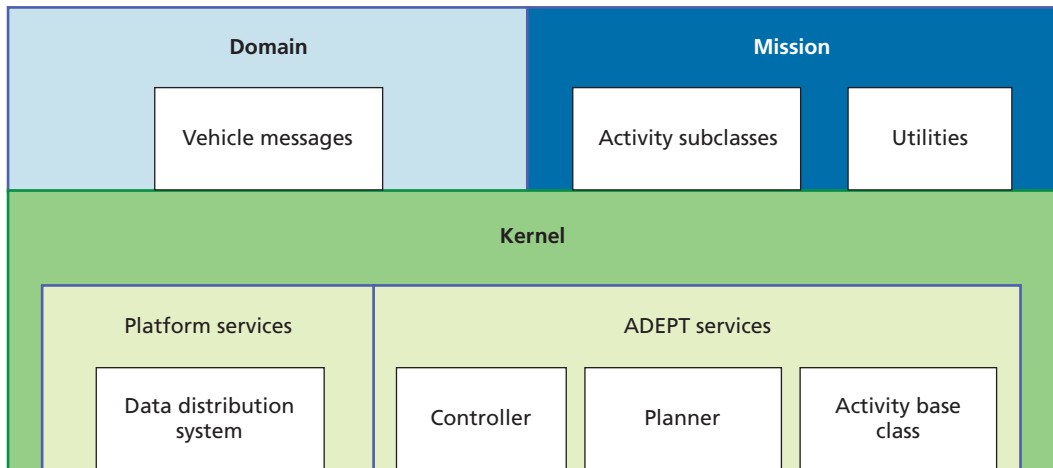 Domain
Mission
Vehicle messages
Activity subclasses
Utilities
Kernel
Platform services
ADEPT services
Data distribution
system
Controller
Planner
Activity base
class